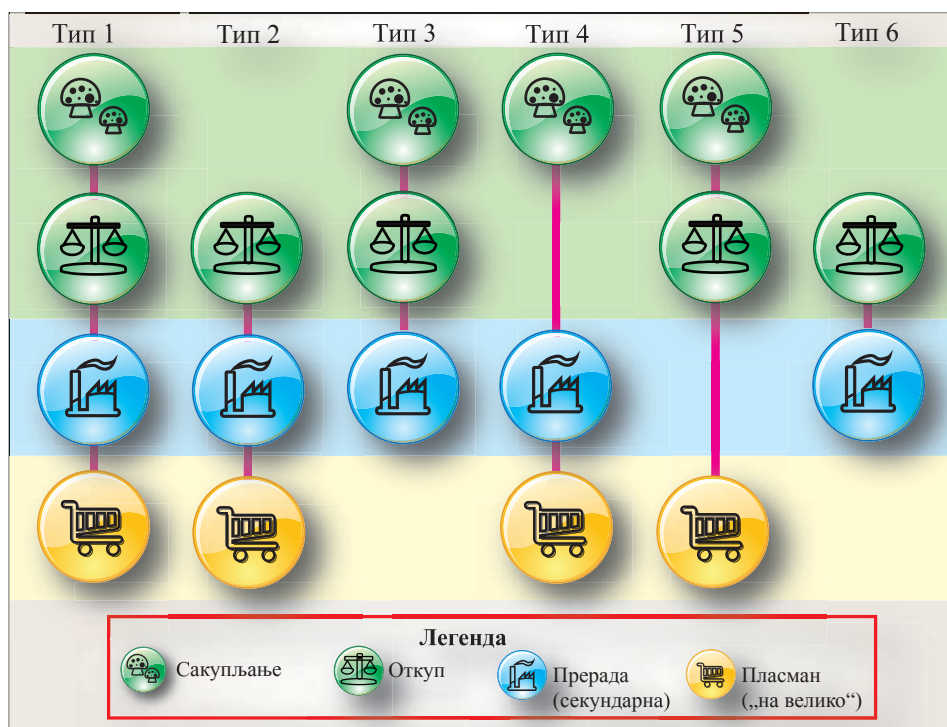 Тип 1 Тип 2 Тип 3 Тип 4 Тип 5 Тип 6
Легенда
Сакупљање
Откуп
Прерада
(секундарна)
Пласман
(„на велико“)